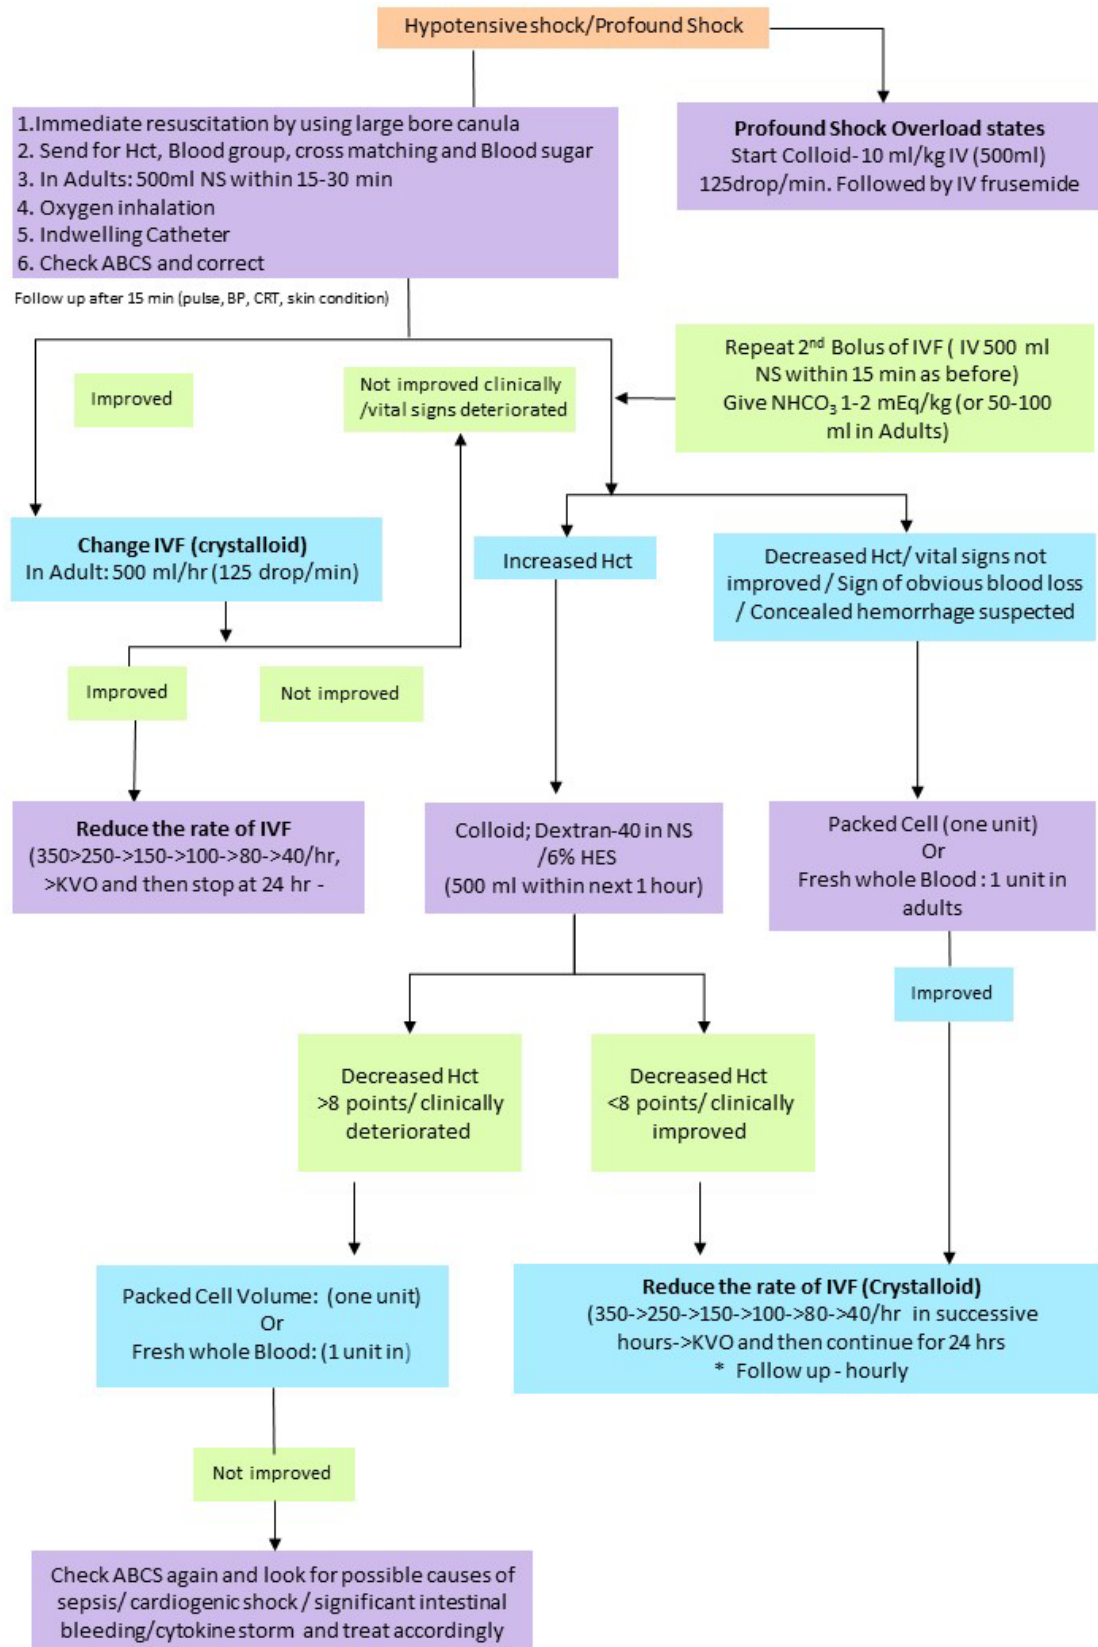 Hypotensive shock/Profound Shock
1.Immediate resuscitation by using large bore canula
2. Send for Hct, Blood group, cross matching and Blood sugar
3. In Adults: 500ml NS within 15-30 min
4. Oxygen inhalation
5. Indwelling Catheter
6. Check ABCS and correct
Profound Shock Overload states
Start Colloid- 10 ml/kg IV (500ml)
125drop/min. Followed by IV frusemide
Follow up after 15 min (pulse, BP, CRT, skin condition)
Improved
Not improved clinically
/vital signs deteriorated
Repeat 2nd Bolus of IVF ( IV 500 ml
NS within 15 min as before)
Give NHCO₃ 1-2 mEq/kg (or 50-100
ml in Adults)
Change IVF (crystalloid)
In Adult: 500 ml/hr (125 drop/min)
Increased Hct
Decreased Hct/ vital signs not
improved / Sign of obvious blood loss
/ Concealed hemorrhage suspected
Improved
Not improved
Reduce the rate of IVF
(350>250->150->100->80->40/hr,
>KVO and then stop at 24 hr -
Colloid; Dextran-40 in NS
/6% HES
(500 ml within next 1 hour)
Packed Cell (one unit)
Or
Fresh whole Blood : 1 unit in
adults
Improved
Decreased Hct
>8 points/ clinically
deteriorated
Decreased Hct
<8 points/ clinically
improved
Packed Cell Volume: (one unit)
Or
Fresh whole Blood: (1 unit in)
Reduce the rate of IVF (Crystalloid)
(350->250->150->100->80->40/hr in successive
hours->KVO and then continue for 24 hrs
* Follow up - hourly
Not improved
Check ABCS again and look for possible causes of
sepsis/ cardiogenic shock / significant intestinal
bleeding/cytokine storm and treat accordingly